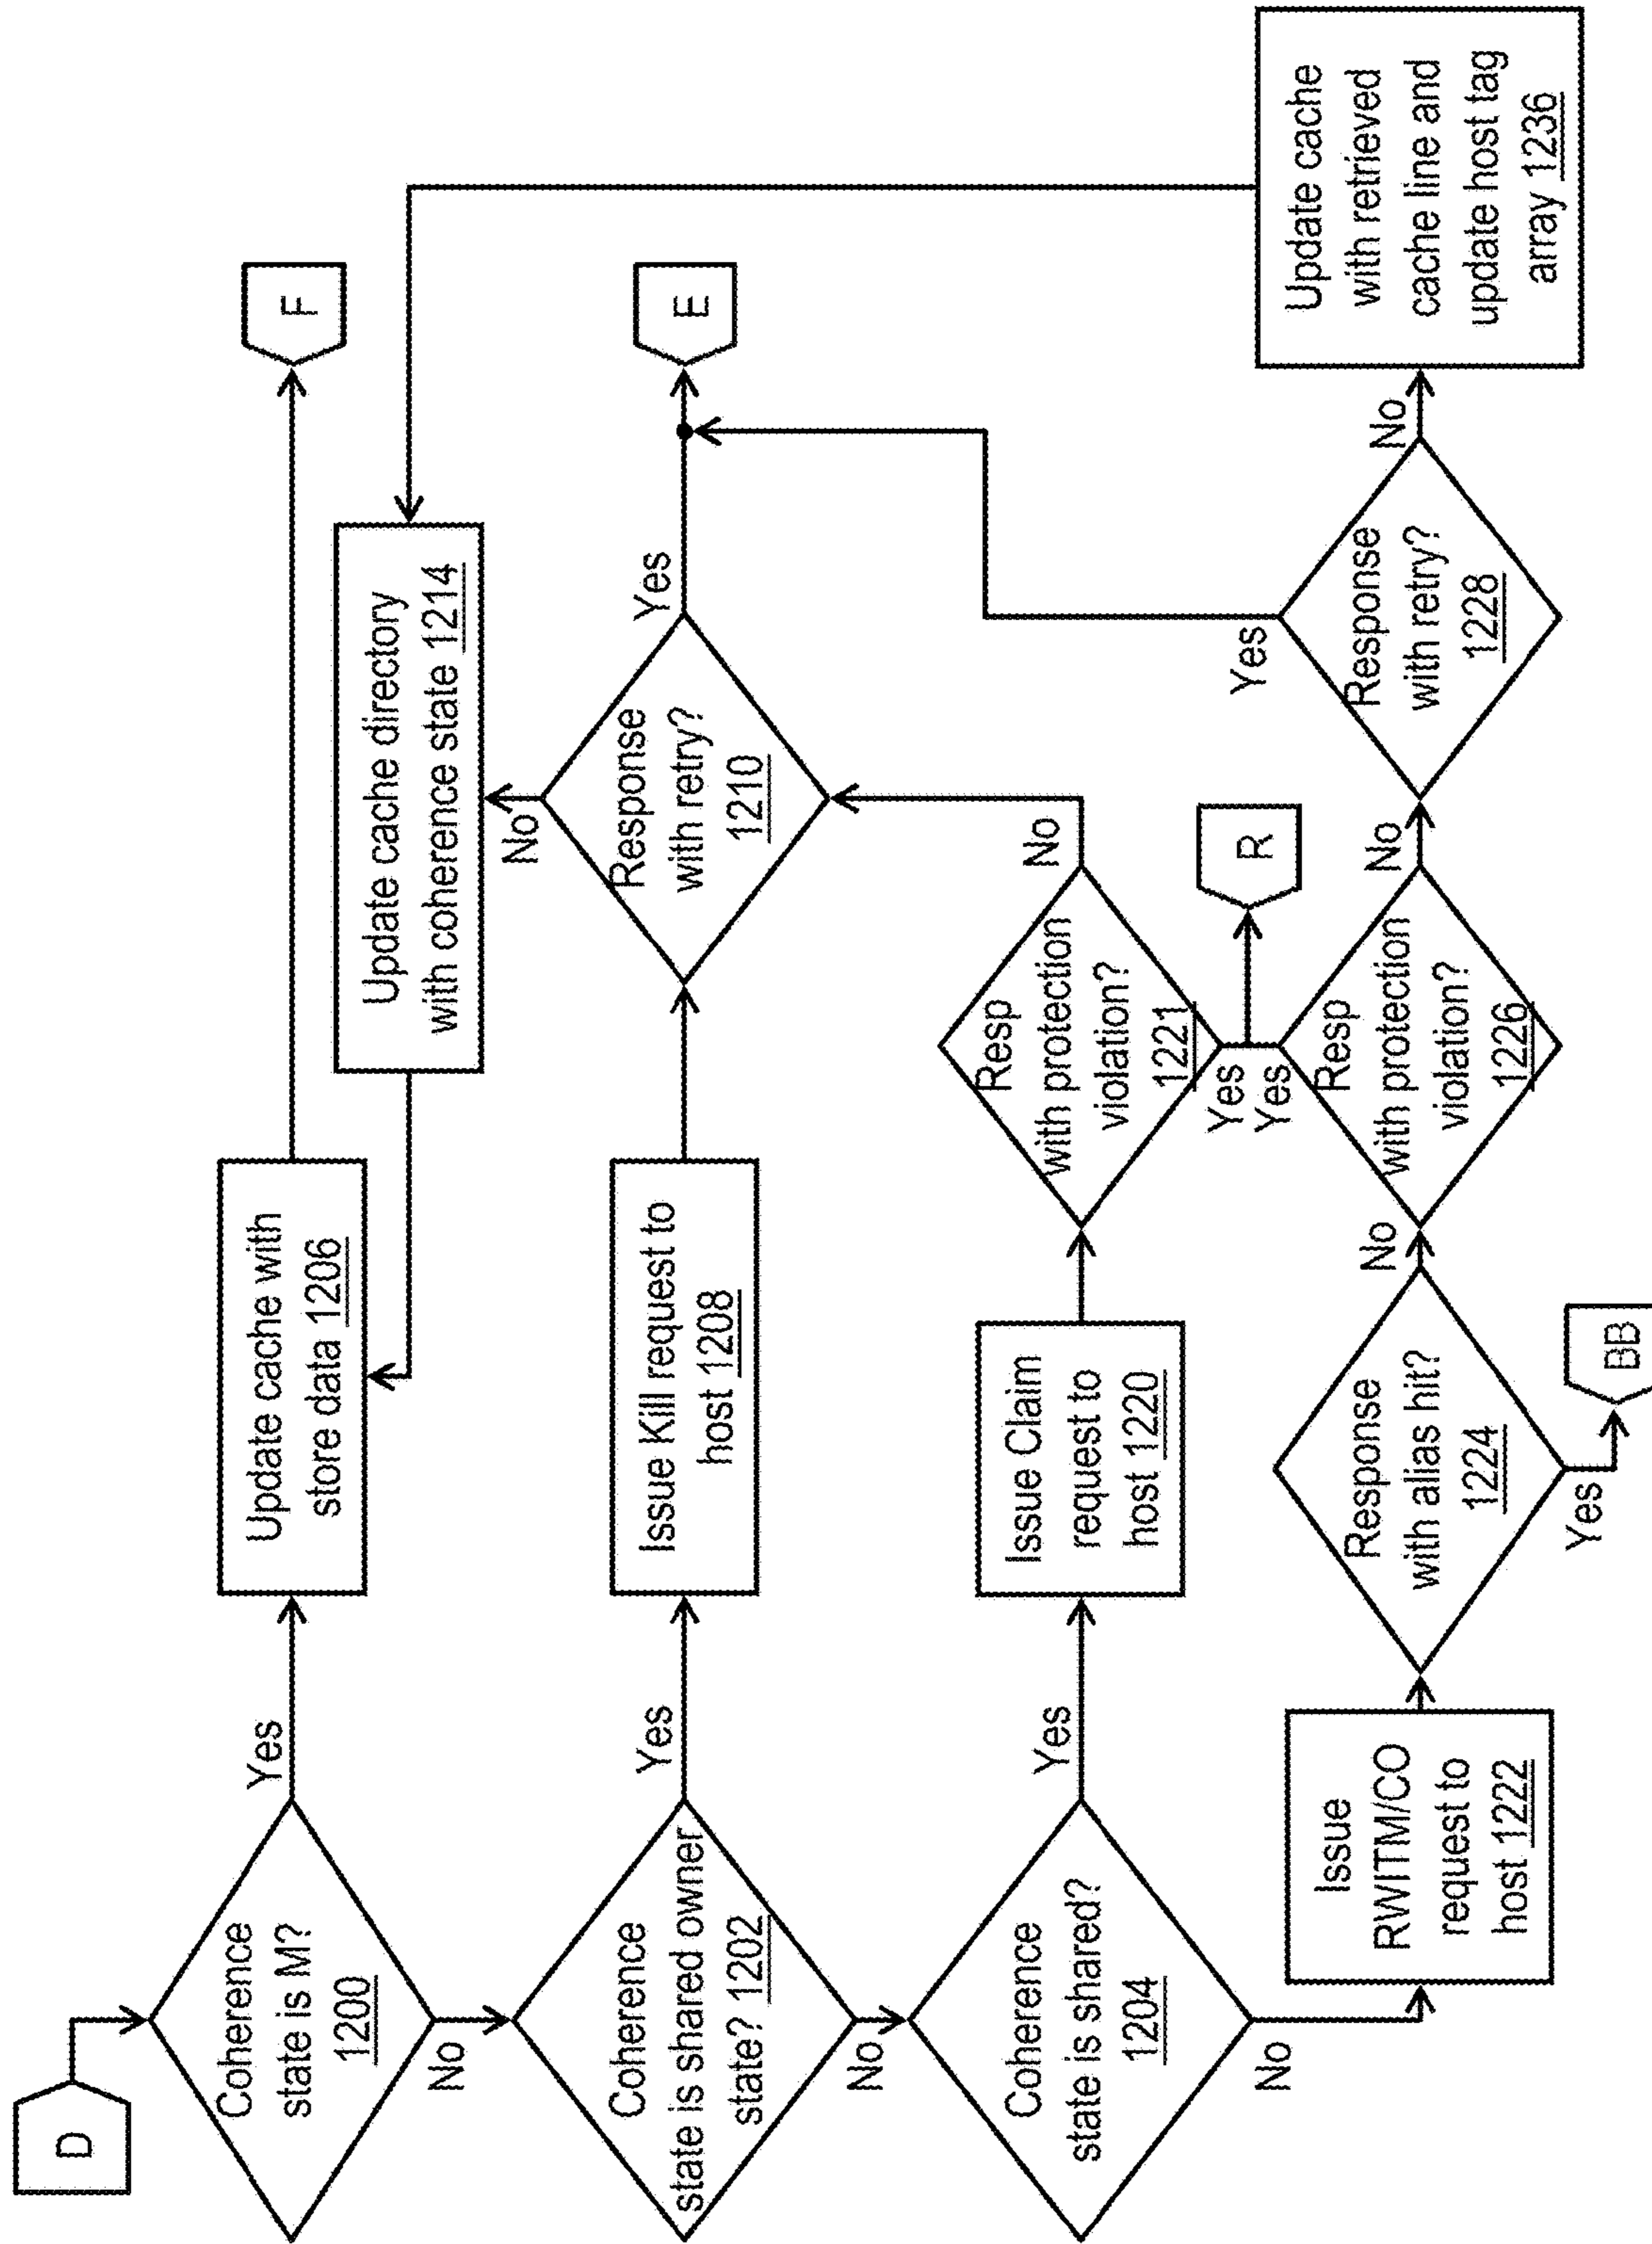 D
Coherence
state is M?
1200
Yes
No
Update cache with
store data 1206
F
Coherence
state is shared owner
state? 1202
Yes
No
Issue Kill request to
host 1208
Response
with retry?
1210
Yes
No
E
Update cache directory
with coherence state 1214
Coherence
state is shared?
1204
Yes
No
Issue Claim
request to
host 1220
Resp
with protection
violation?
1221
No
Yes
R
Issue
RWITM/CO
request to
host 1222
Response
with alias hit?
1224
No
Yes
BB
Resp
with protection
violation?
1226
Yes
No
Response
with retry?
1228
Yes
No
Update cache
with retrieved
cache line and
update host tag
array 1236